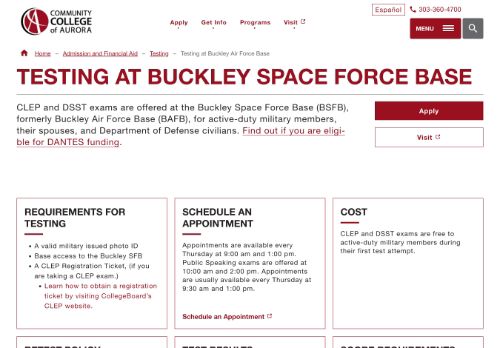 COMMUNITY
COLLEGE
of AURORA
Apply
Get Info
Programs
Visit
Español
303-360-4700
MENU
Home – Admission and Financial Aid – Testing – Testing at Buckley Air Force Base
TESTING AT BUCKLEY SPACE FORCE BASE
CLEP and DSST exams are offered at the Buckley Space Force Base (BSFB),
formerly Buckley Air Force Base (BAFB), for active-duty military members,
their spouses, and Department of Defense civilians. Find out if you are eligi-
ble for DANTES funding.
Apply
Visit
REQUIREMENTS FOR
TESTING
• A valid military issued photo ID
• Base access to the Buckley SFB
• A CLEP Registration Ticket, (if you
are taking a CLEP exam.)
• Learn how to obtain a registration
ticket by visiting CollegeBoard's
CLEP website.
SCHEDULE AN
APPOINTMENT
Appointments are available every
Thursday at 9:00 am and 1:00 pm.
Public Speaking exams are offered at
10:00 am and 2:00 pm. Appointments
are usually available every Thursday at
9:30 am and 1:00 pm.
Schedule an Appointment
COST
CLEP and DSST exams are free to
active-duty military members during
their first test attempt.
RETEST POLICY
TEST RESULTS
SCORE REQUIREMENTS